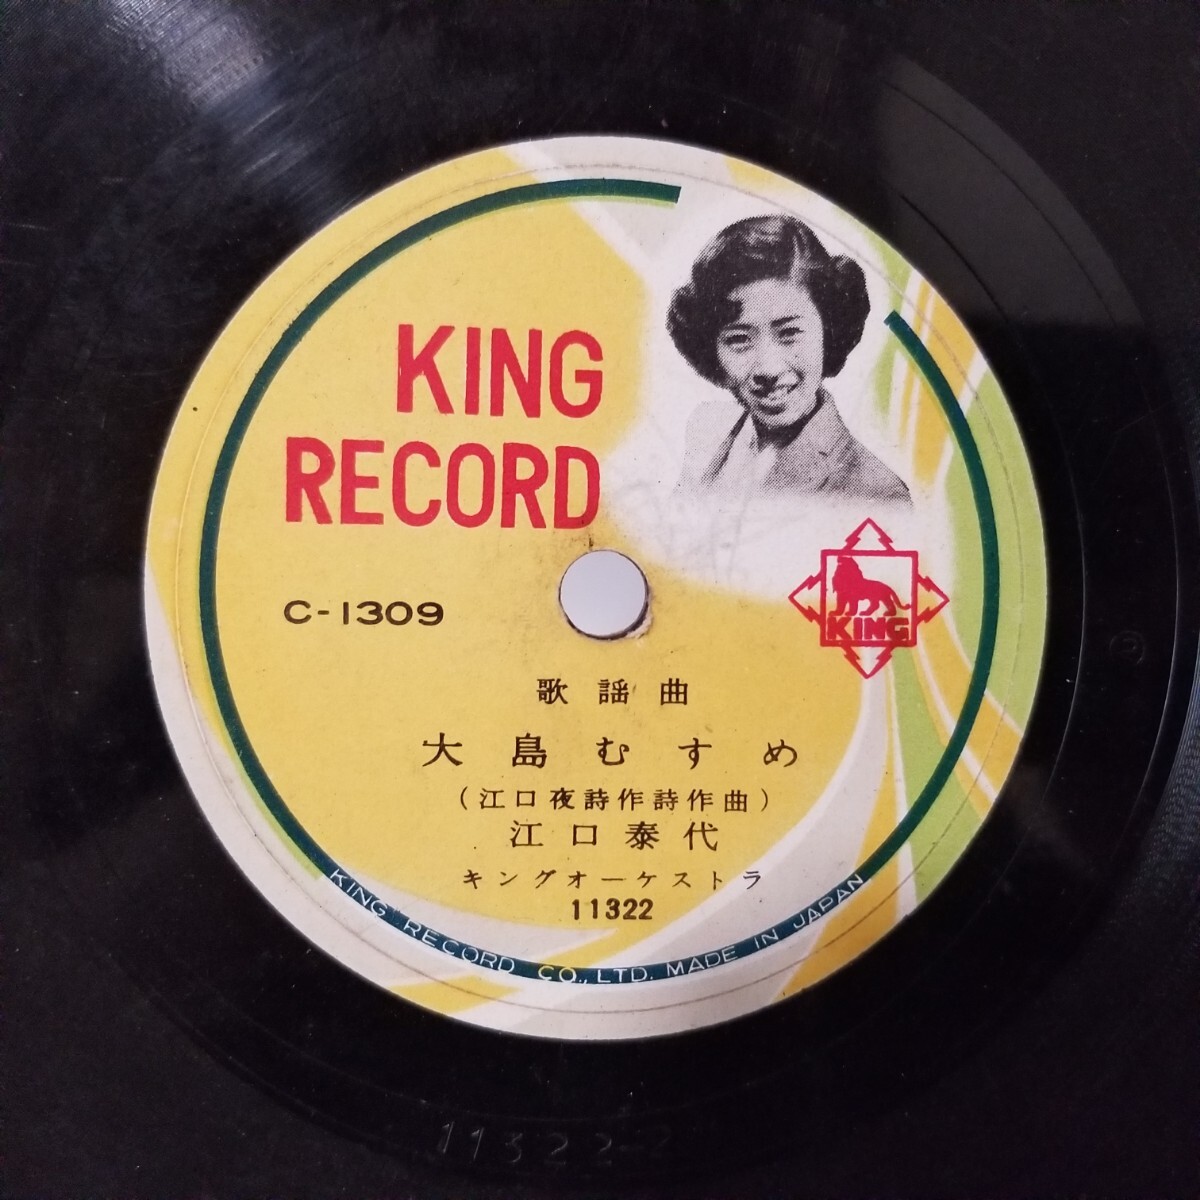 KING
RECORD
C-1309
KING
歌謡曲
大島むすめ
(江口夜詩作詩作曲)
江口泰代
キングオーケストラ
11322
KING RECORD CO., LTD. MADE IN JAPAN
11322-2